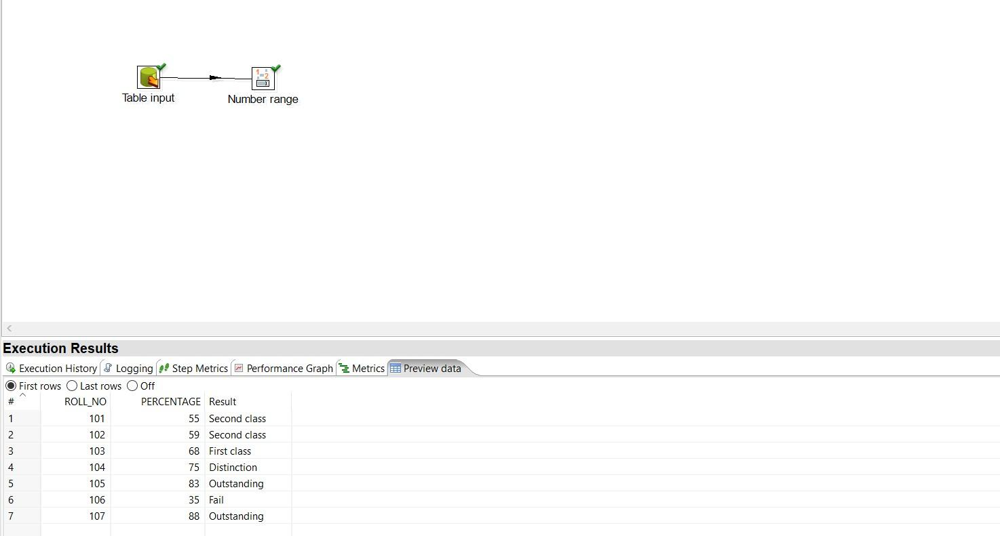 Table input
Number range
Execution Results
Execution History Logging Step Metrics Performance Graph Metrics Preview data
First rows Last rows Off
# ROLL_NO PERCENTAGE Result
1 101 55 Second class
2 102 59 Second class
3 103 68 First class
4 104 75 Distinction
5 105 83 Outstanding
6 106 35 Fail
7 107 88 Outstanding